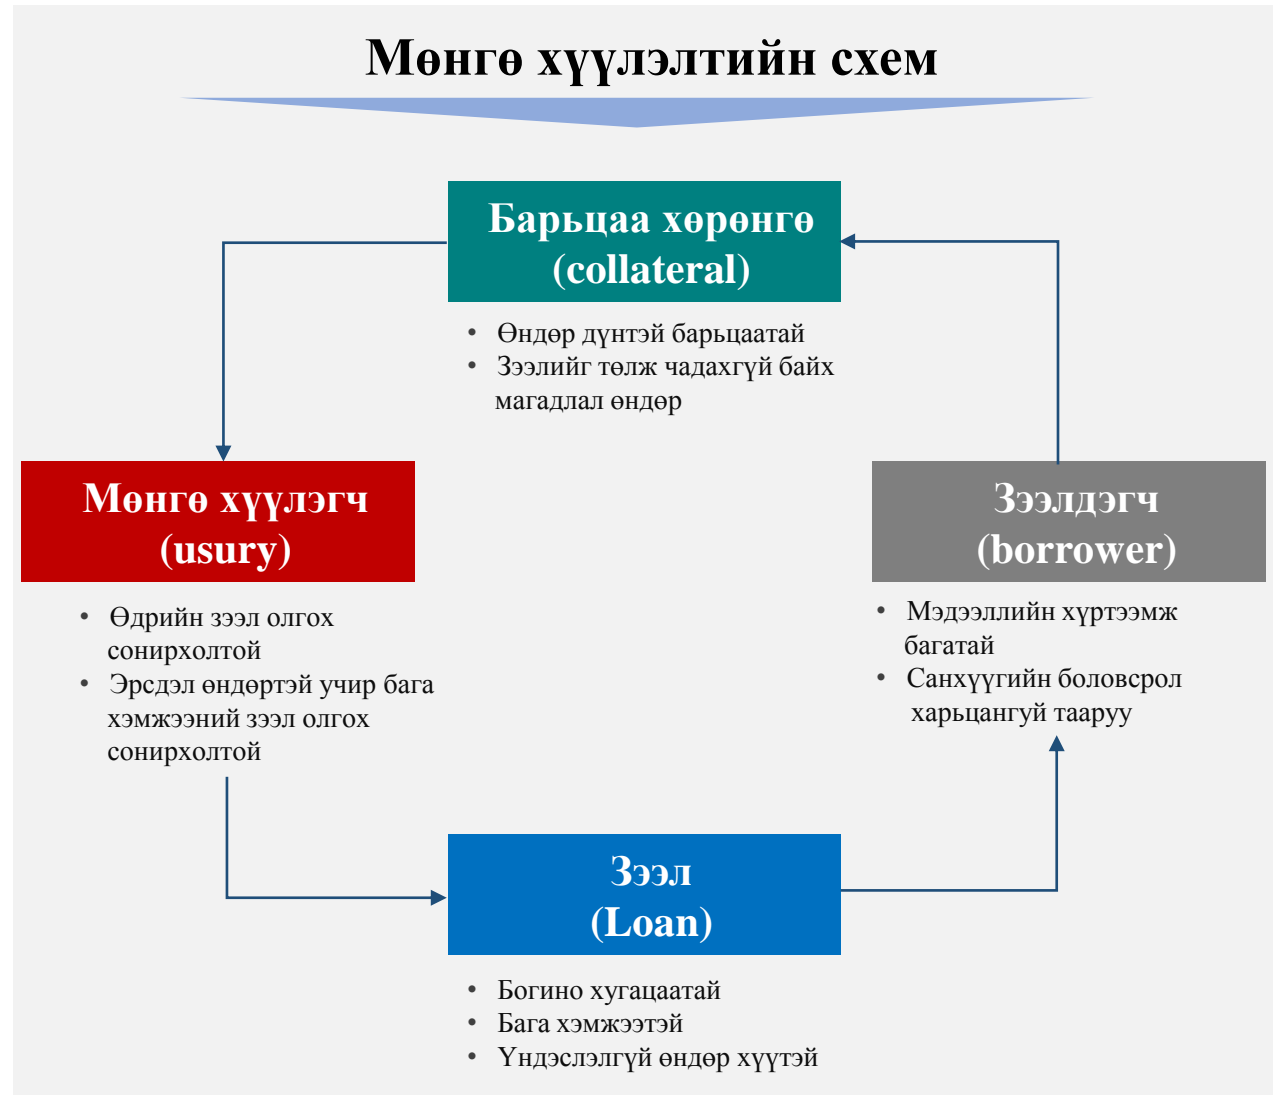 Мөнгө хүүлэлтийн схем
Барьцаа хөрөнгө
(collateral)
• Өндөр дүнтэй барьцаатай
• Зээлийг төлж чадахгүй байх
магадлал өндөр
Мөнгө хүүлэгч
(usury)
• Өдрийн зээл олгох
сонирхолтой
• Эрсдэл өндөртэй учир бага
хэмжээний зээл олгох
сонирхолтой
Зээлдэгч
(borrower)
• Мэдээллийн хүртээмж
багатай
• Санхүүгийн боловсрол
харьцангуй тааруу
Зээл
(Loan)
• Богино хугацаатай
• Бага хэмжээтэй
• Үндэслэлгүй өндөр хүүтэй